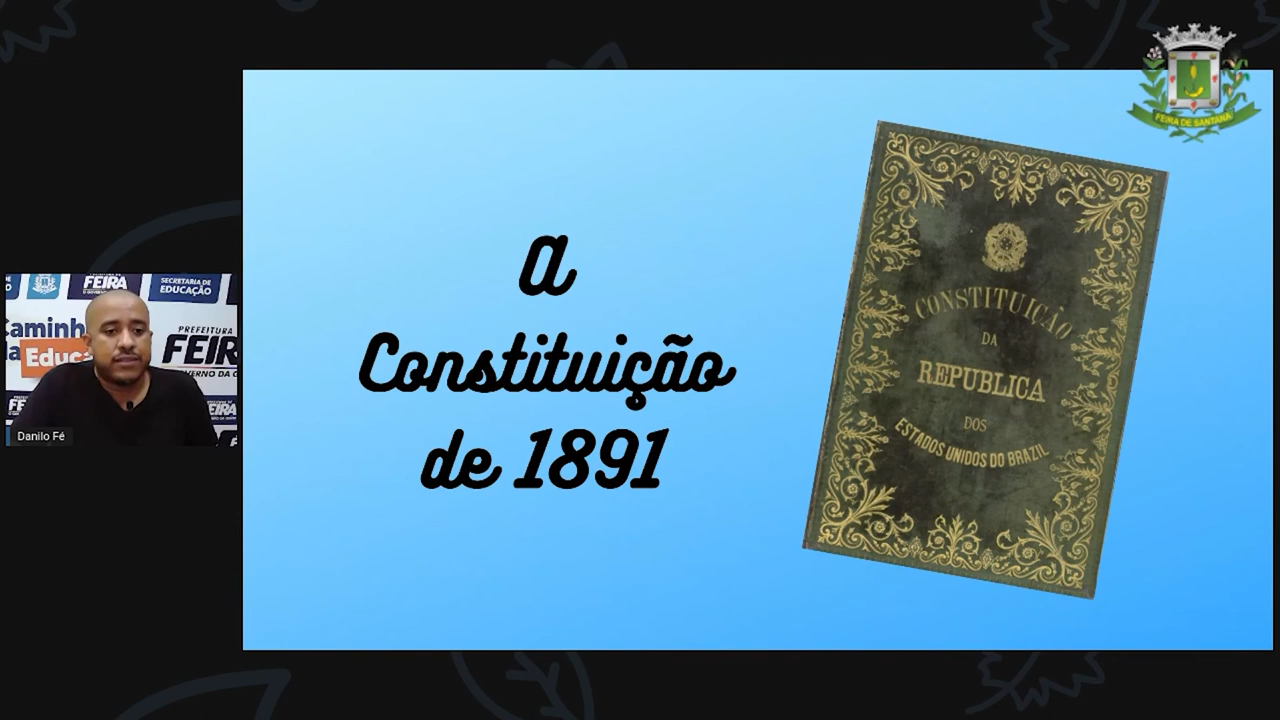 FEIRA DE SANTANA
a
Constituição
de 1891
CONSTITUIÇÃO
DA
REPUBLICA
DOS
ESTADOS UNIDOS DO BRAZIL
FEIRA
SECRETARIA DE
EDUCAÇÃO
PREFEITURA
FEIR
Educ
Danilo Fé